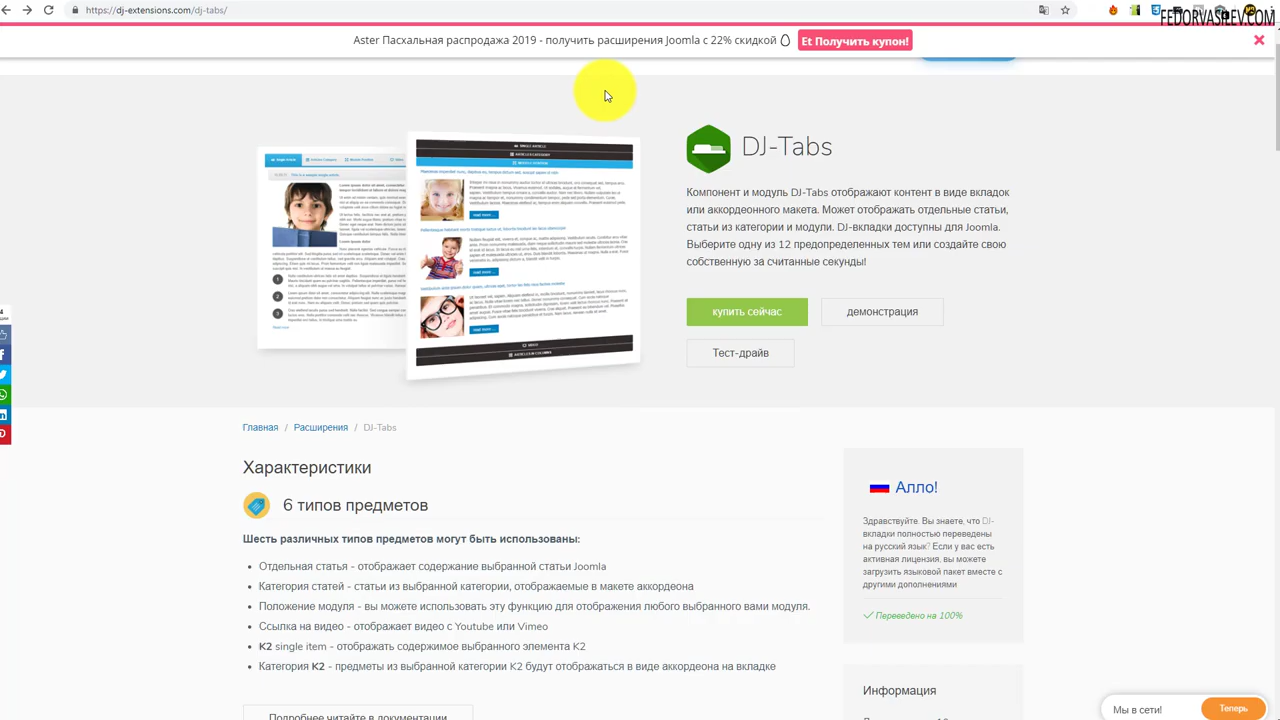 https://dj-extensions.com/dj-tabs/
FEDORVASILEV.COM
Aster Пасхальная распродажа 2019 - получить расширения Joomla с 22% скидкой
Et Получить купон!
DJ-Tabs
Компонент и модуль DJ-Tabs отображают контент в виде вкладок
или аккордеонов. Он может отображать отдельные статьи,
статьи из категорий и модули. DJ-вкладки доступны для Joomla.
Выберите одну из 12 предопределенных тем или создайте свою
собственную за считанные секунды!
купить сейчас
демонстрация
Тест-драйв
Главная / Расширения / DJ-Tabs
Характеристики
6 типов предметов
Шесть различных типов предметов могут быть использованы:
Отдельная статья - отображает содержание выбранной статьи Joomla
Категория статей - статьи из выбранной категории, отображаемые в макете аккордеона
Положение модуля - вы можете использовать эту функцию для отображения любого выбранного вами модуля.
Ссылка на видео - отображает видео с Youtube или Vimeo
K2 single item - отображать содержимое выбранного элемента K2
Категория K2 - предметы из выбранной категории K2 будут отображаться в виде аккордеона на вкладке
Подробнее читайте в документации
Алло!
Здравствуйте. Вы знаете, что DJ-
вкладки полностью переведены
на русский язык? Если у вас есть
активная лицензия, вы можете
загрузить языковой пакет вместе с
другими дополнениями
Переведено на 100%
Информация
Мы в сети!
Теперь